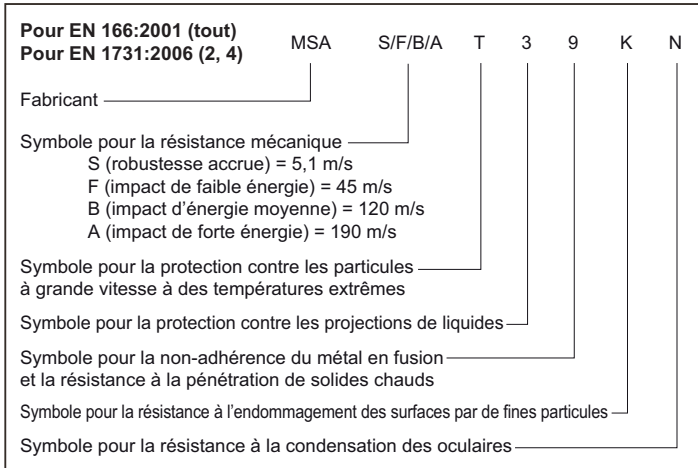 Pour EN 166:2001 (tout)
Pour EN 1731:2006 (2, 4)
MSA S/F/B/A T 3 9 K N
Fabricant
Symbole pour la résistance mécanique
S (robustesse accrue) = 5,1 m/s
F (impact de faible énergie) = 45 m/s
B (impact d’énergie moyenne) = 120 m/s
A (impact de forte énergie) = 190 m/s
Symbole pour la protection contre les particules
à grande vitesse à des températures extrêmes
Symbole pour la protection contre les projections de liquides
Symbole pour la non-adhérence du métal en fusion
et la résistance à la pénétration de solides chauds
Symbole pour la résistance à l’endommagement des surfaces par de fines particules
Symbole pour la résistance à la condensation des oculaires